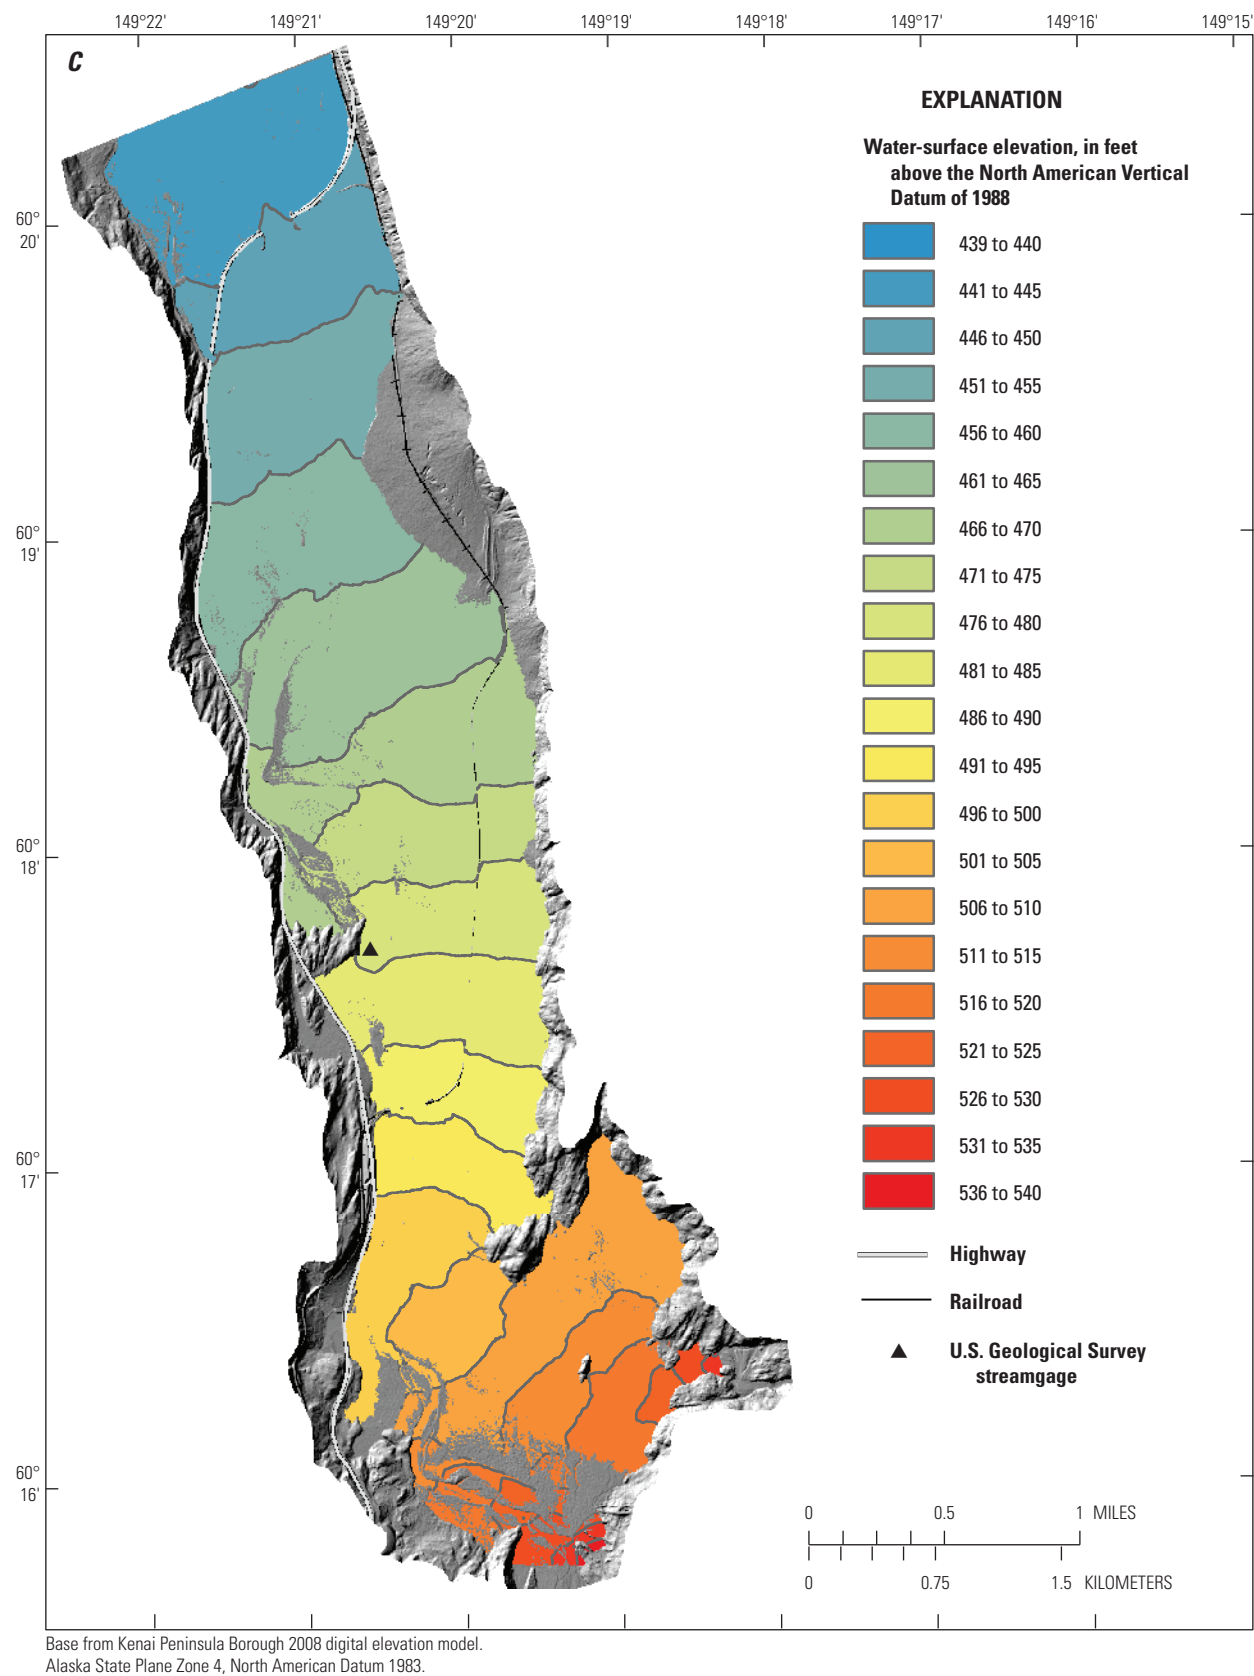 149°22' 149°21' 149°20' 149°19' 149°18' 149°17' 149°16' 149°15'
C
EXPLANATION
Water-surface elevation, in feet
above the North American Vertical
Datum of 1988
439 to 440
441 to 445
446 to 450
451 to 455
456 to 460
461 to 465
466 to 470
471 to 475
476 to 480
481 to 485
486 to 490
491 to 495
496 to 500
501 to 505
506 to 510
511 to 515
516 to 520
521 to 525
526 to 530
531 to 535
536 to 540
Highway
Railroad
U.S. Geological Survey
streamgage
60°
20'
60°
19'
60°
18'
60°
17'
60°
16'
0 0.5 1 MILES
0 0.75 1.5 KILOMETERS
Base from Kenai Peninsula Borough 2008 digital elevation model.
Alaska State Plane Zone 4, North American Datum 1983.